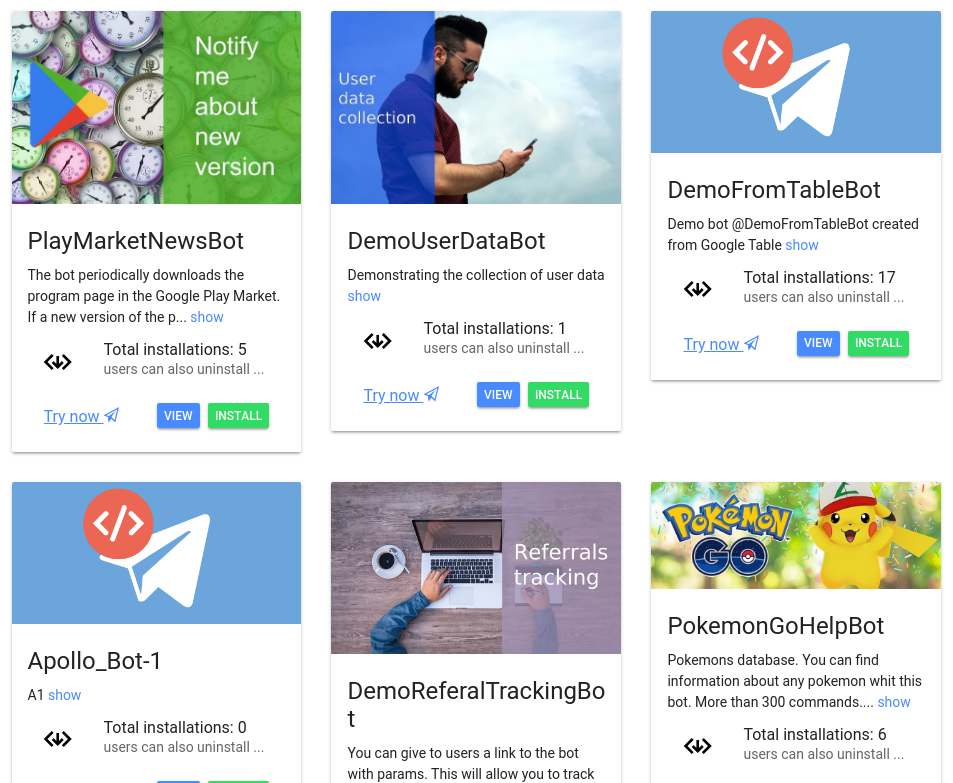 Notify
me
about
new
version
PlayMarketNewsBot
The bot periodically downloads the
program page in the Google Play Market.
If a new version of the p... show
Total installations: 5
users can also uninstall ...
Try now
VIEW
INSTALL
User
data
collection
DemoUserDataBot
Demonstrating the collection of user data
show
Total installations: 1
users can also uninstall ...
Try now
VIEW
INSTALL
</>
DemoFromTableBot
Demo bot @DemoFromTableBot created
from Google Table show
Total installations: 17
users can also uninstall ...
Try now
VIEW
INSTALL
</>
Apollo_Bot-1
A1 show
Total installations: 0
users can also uninstall ...
Referrals
tracking
DemoReferalTrackingBo
t
You can give to users a link to the bot
with params. This will allow you to track
POKéMON
GO
PokemonGoHelpBot
Pokemons database. You can find
information about any pokemon whit this
bot. More than 300 commands.... show
Total installations: 6
users can also uninstall ...